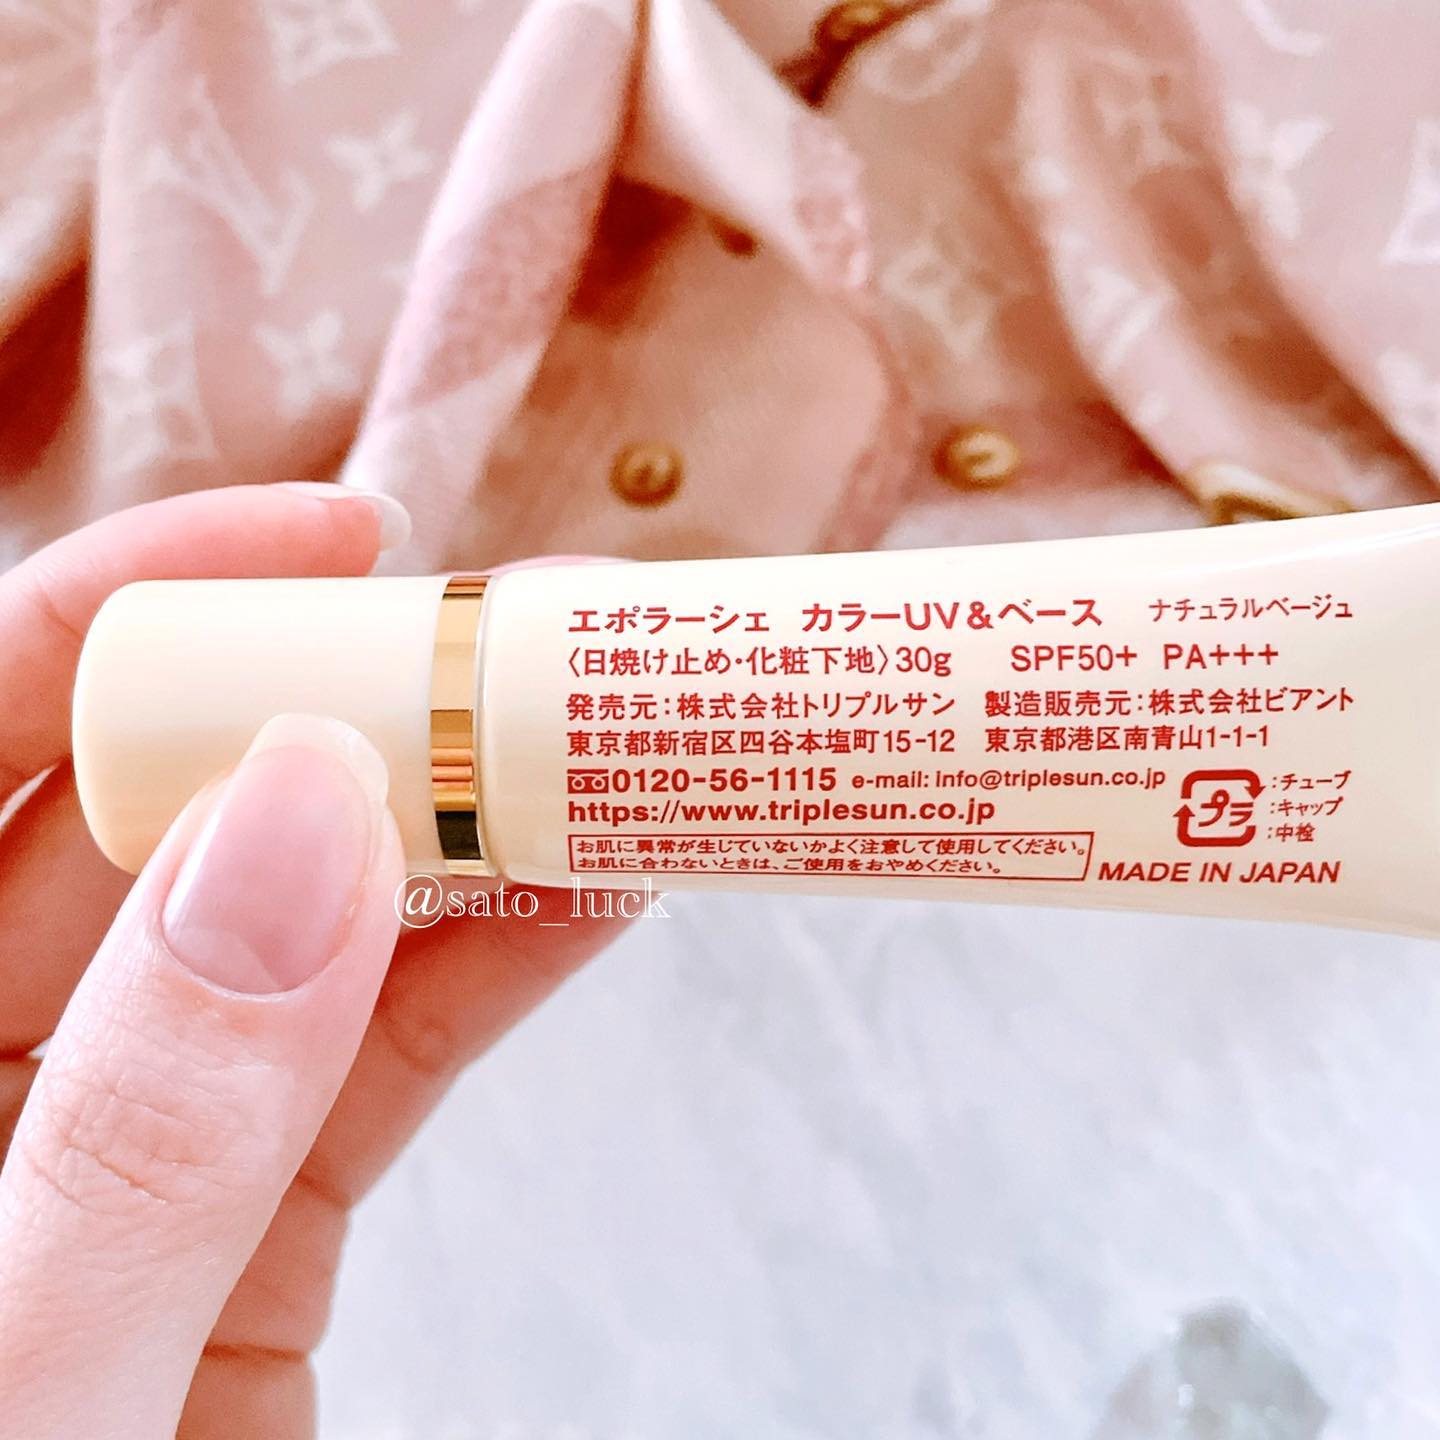 エポラーシェ カラーUV&ベース ナチュラルベージュ
〈日焼け止め・化粧下地〉30g SPF50+ PA+++
発売元：株式会社トリプルサン 製造販売元：株式会社ビアント
東京都新宿区四谷本塩町15-12 東京都港区南青山1-1-1
0120-56-1115 e-mail: info@triplesun.co.jp
https://www.triplesun.co.jp
プラ
：チューブ
：キャップ
：中栓
お肌に異常が生じていないかよく注意して使用してください。
お肌に合わないときは、ご使用をおやめください。
MADE IN JAPAN
@sato_luck